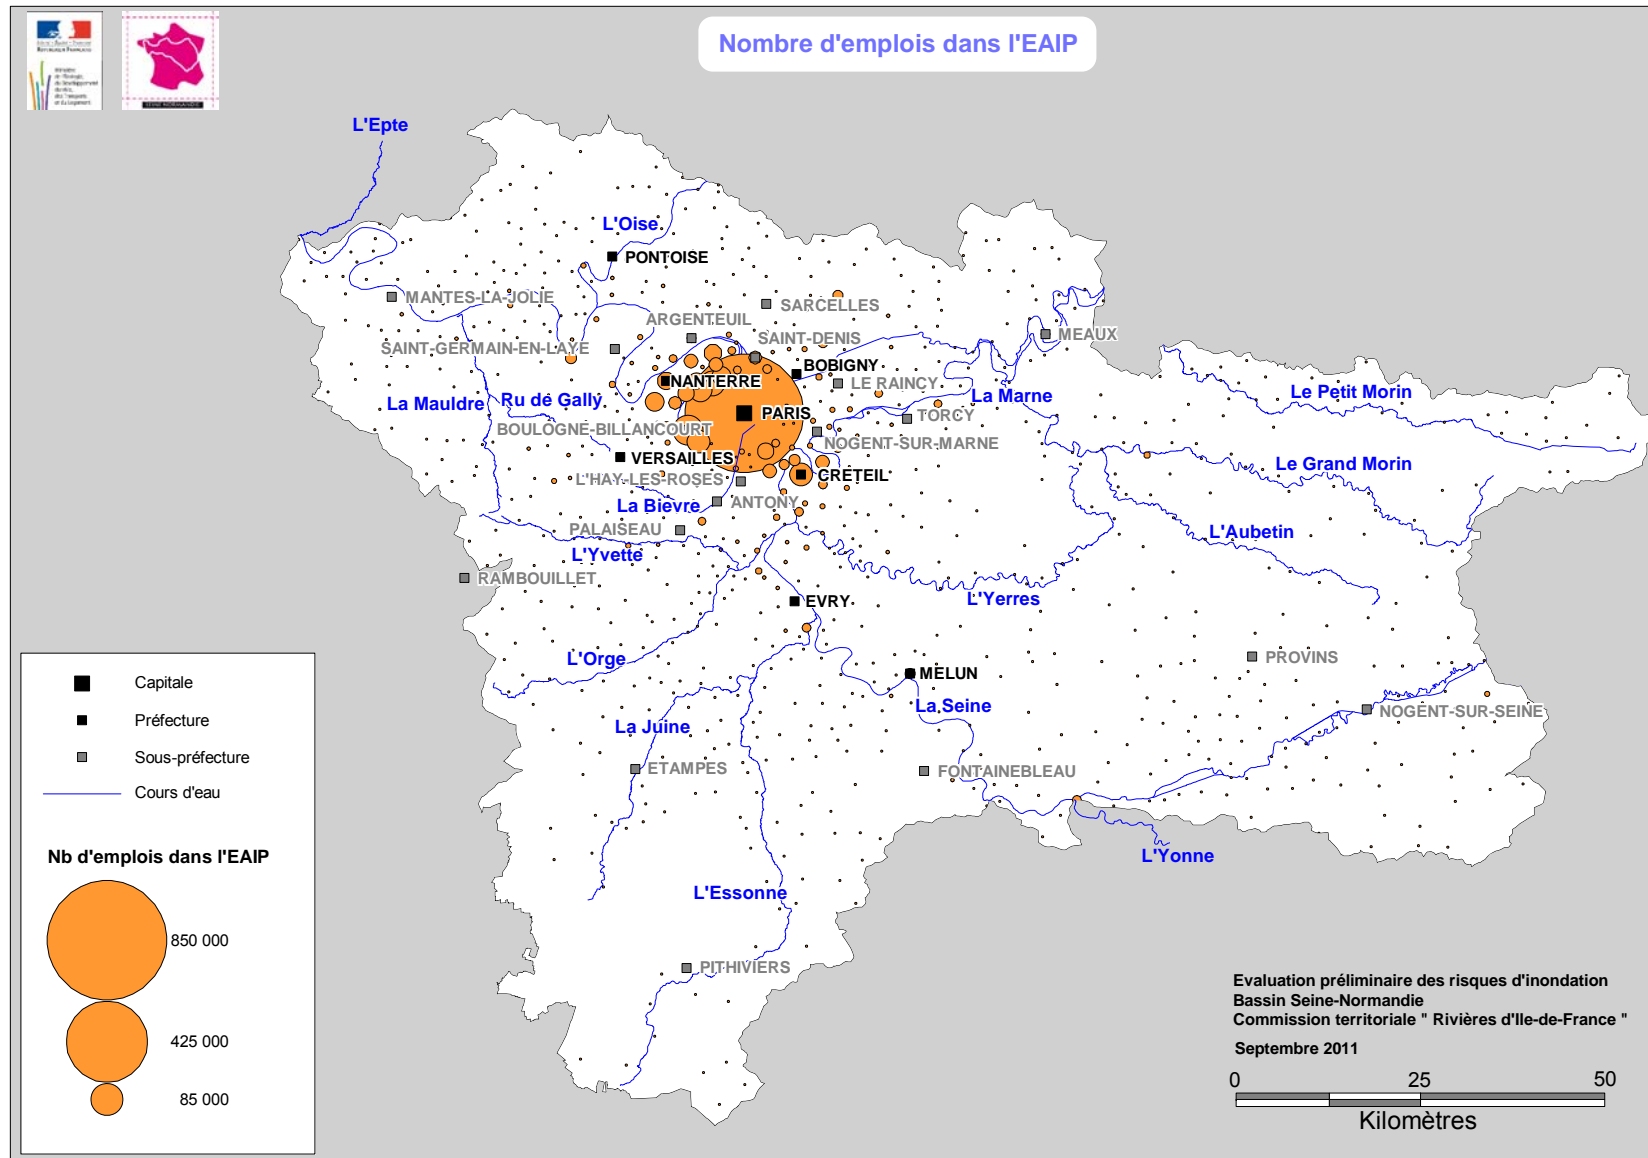 Nombre d'emplois dans l'EAIP
RÉPUBLIQUE FRANÇAISE
SEINE NORMANDIE
L'Epte
L'Oise
PONTOISE
MANTES-LA-JOLIE
SARCELLES
ARGENTEUIL
SAINT-DENIS
MEAUX
SAINT-GERMAIN-EN-LAYE
BOBIGNY
NANTERRE
LE RAINCY
La Mauldre
Ru de Gally
PARIS
TORCY
La Marne
Le Petit Morin
BOULOGNE-BILLANCOURT
NOGENT-SUR-MARNE
VERSAILLES
Le Grand Morin
L'HAY-LES-ROSES
CRETEIL
La Bievre
ANTONY
PALAISEAU
L'Aubetin
L'Yvette
RAMBOUILLET
EVRY
L'Yerres
L'Orge
PROVINS
MELUN
La Seine
NOGENT-SUR-SEINE
La Juine
ETAMPES
FONTAINEBLEAU
L'Yonne
L'Essonne
PITHIVIERS
Capitale
Préfecture
Sous-préfecture
Cours d'eau
Nb d'emplois dans l'EAIP
850 000
425 000
85 000
Evaluation préliminaire des risques d'inondation
Bassin Seine-Normandie
Commission territoriale " Rivières d'Ile-de-France "
Septembre 2011
0 25 50
Kilomètres